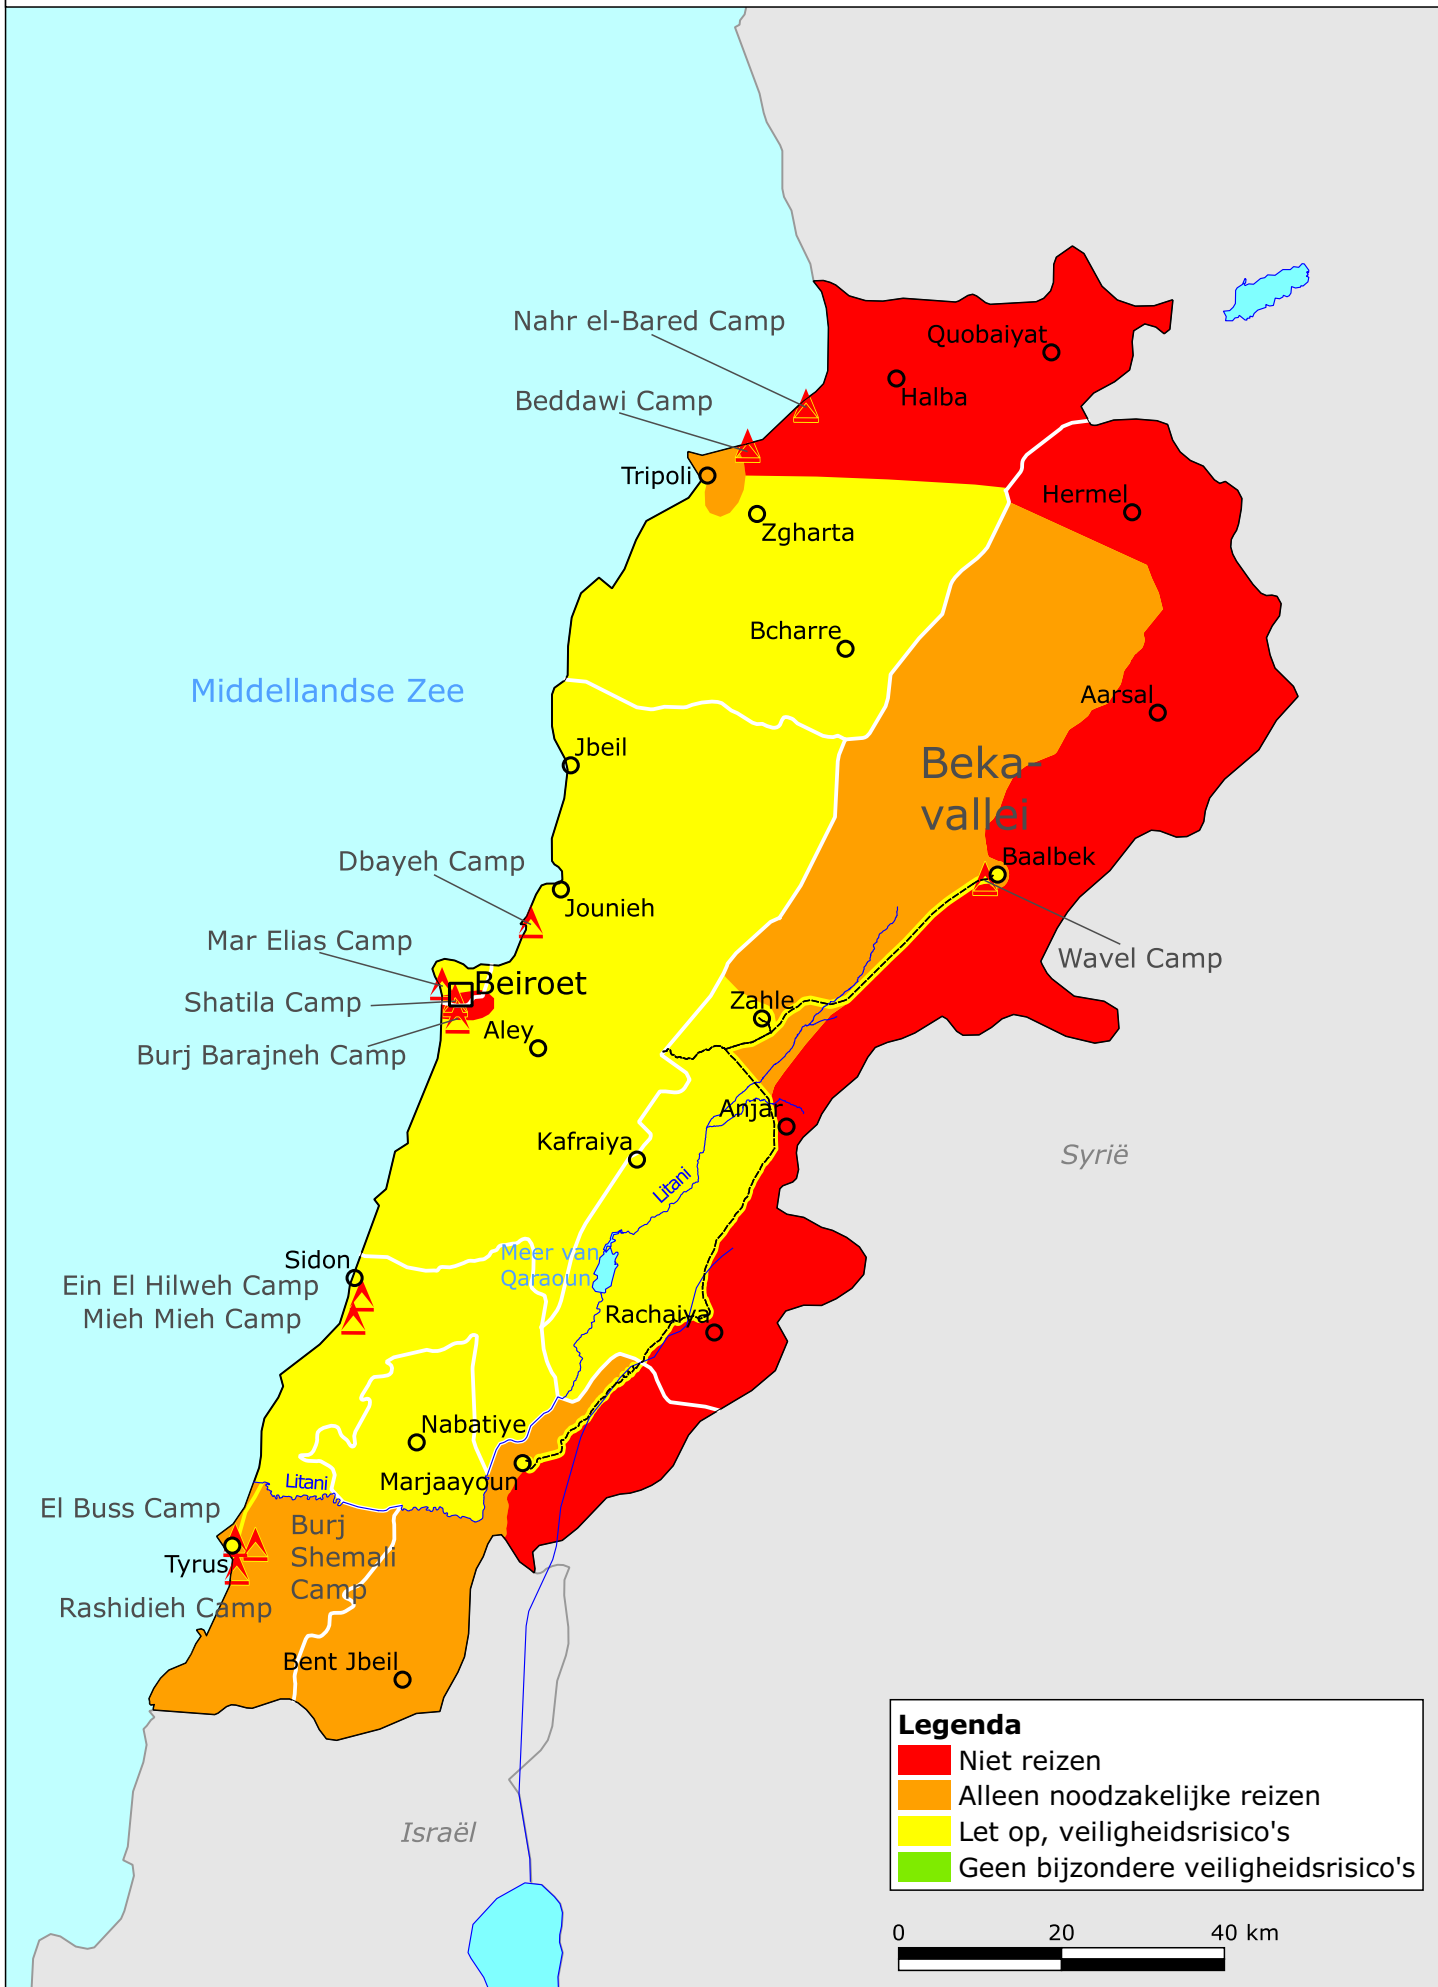 Nahr el-Bared Camp
Quobaiyat
Halba
Beddawi Camp
Tripoli
Hermel
Zgharta
Bcharre
Middellandse Zee
Aarsal
Jbeil
Beka-
vallei
Dbayeh Camp
Baalbek
Jounieh
Mar Elias Camp
Wavel Camp
Beiroet
Shatila Camp
Zahle
Aley
Burj Barajneh Camp
Anjar
Kafraiya
Syrië
Litani
Meer van
Qaraoun
Sidon
Ein El Hilweh Camp
Mieh Mieh Camp
Rachaiya
Nabatiye
Marjaayoun
Litani
El Buss Camp
Burj
Shemali
Camp
Tyrus
Rashidieh Camp
Bent Jbeil
Israël
Legenda
Niet reizen
Alleen noodzakelijke reizen
Let op, veiligheidsrisico's
Geen bijzondere veiligheidsrisico's
0 20 40 km